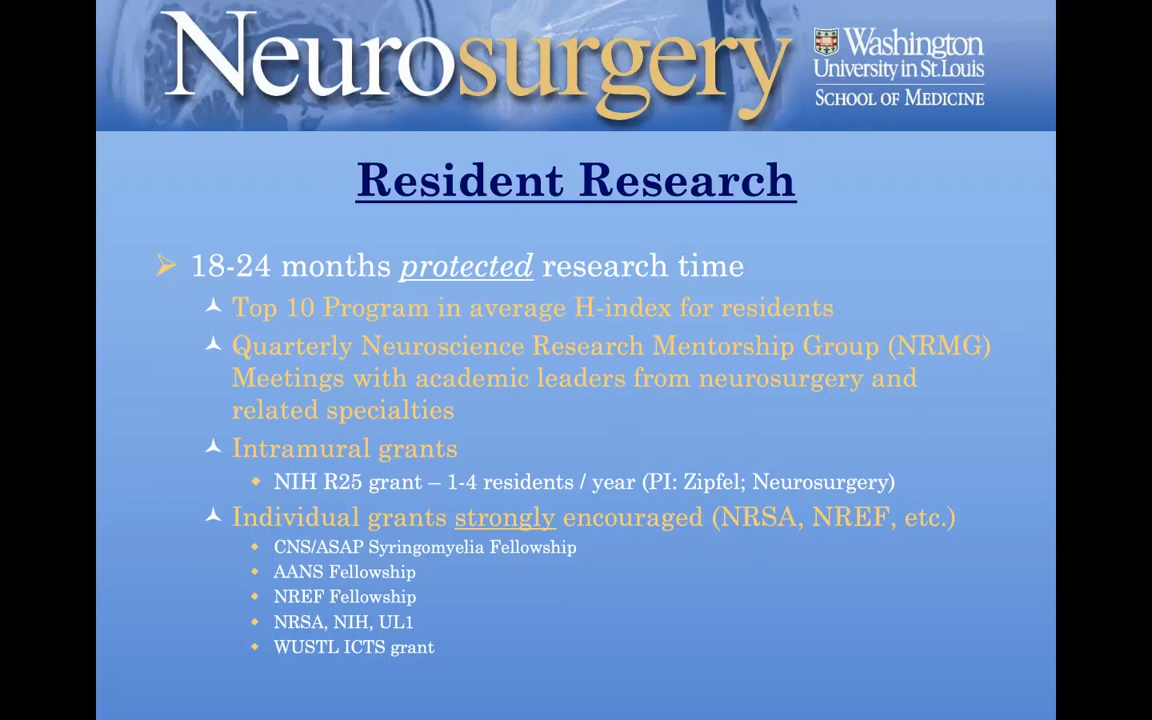 Neurosurgery
Washington
University in St. Louis
SCHOOL OF MEDICINE
Resident Research
18-24 months protected research time
Top 10 Program in average H-index for residents
Quarterly Neuroscience Research Mentorship Group (NRMG)
Meetings with academic leaders from neurosurgery and
related specialties
Intramural grants
NIH R25 grant – 1-4 residents / year (PI: Zipfel; Neurosurgery)
Individual grants strongly encouraged (NRSA, NREF, etc.)
CNS/ASAP Syringomyelia Fellowship
AANS Fellowship
NREF Fellowship
NRSA, NIH, UL1
WUSTL ICTS grant